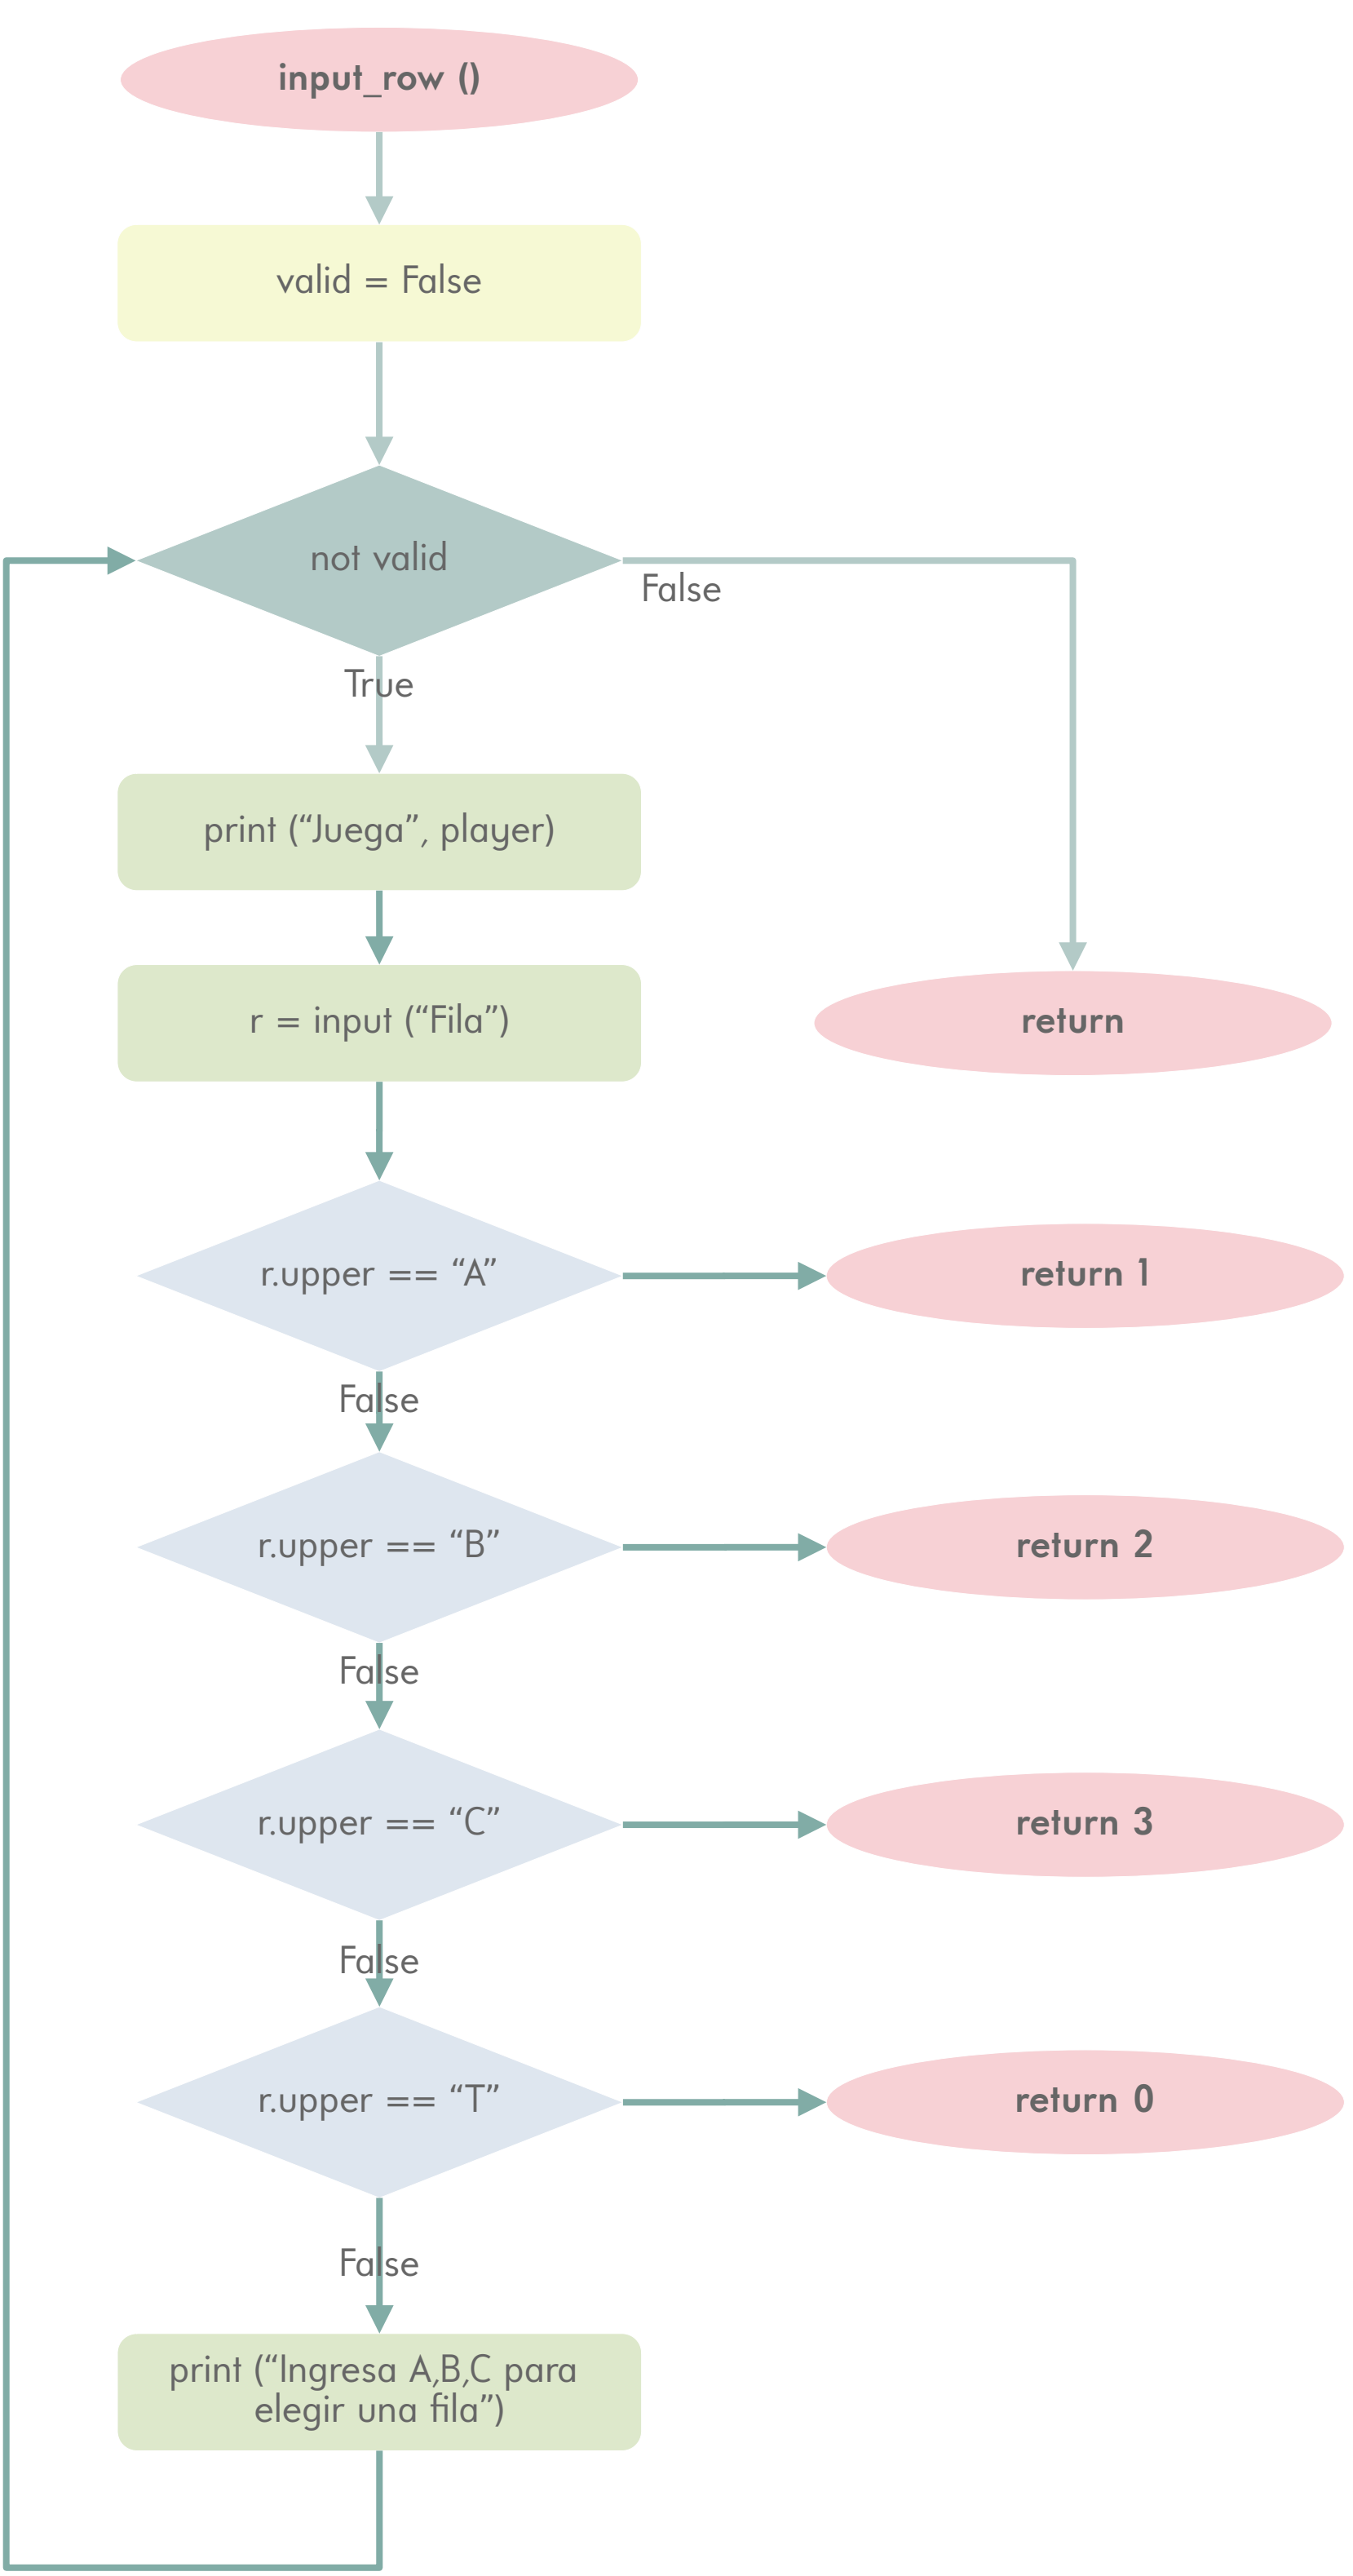 input_row ()
valid = False
not valid
False
True
print (“Juega”, player)
r = input (“Fila”)
return
r.upper == “A”
return 1
False
r.upper == “B”
return 2
False
r.upper == “C”
return 3
False
r.upper == “T”
return 0
False
print (“Ingresa A,B,C para
elegir una fila”)